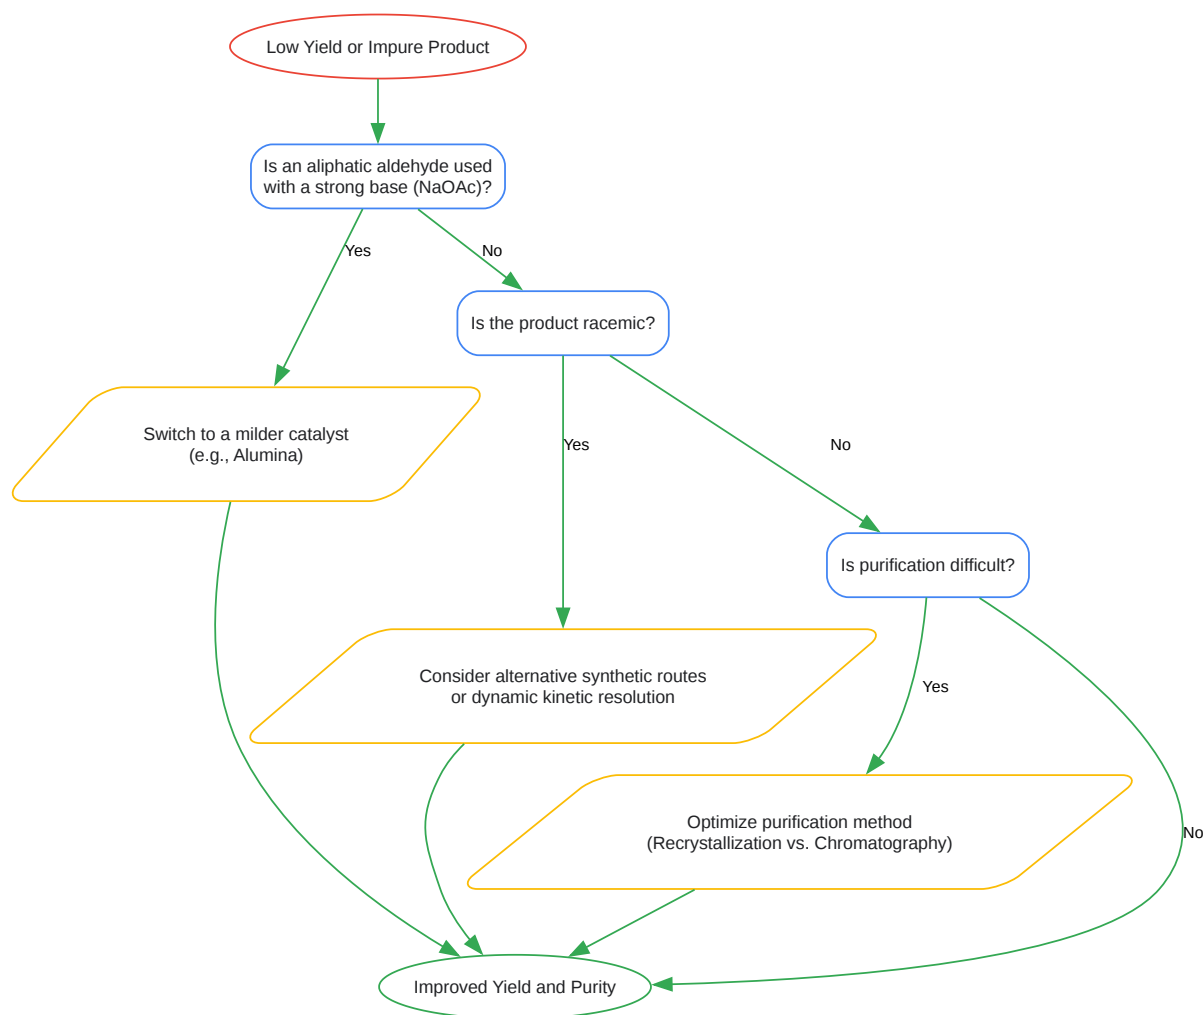 Low Yield or Impure Product
Is an aliphatic aldehyde used
with a strong base (NaOAc)?
Yes
No
Is the product racemic?
Switch to a milder catalyst
(e.g., Alumina)
Yes
No
Is purification difficult?
Consider alternative synthetic routes
or dynamic kinetic resolution
Yes
Optimize purification method
(Recrystallization vs. Chromatography)
No
Improved Yield and Purity